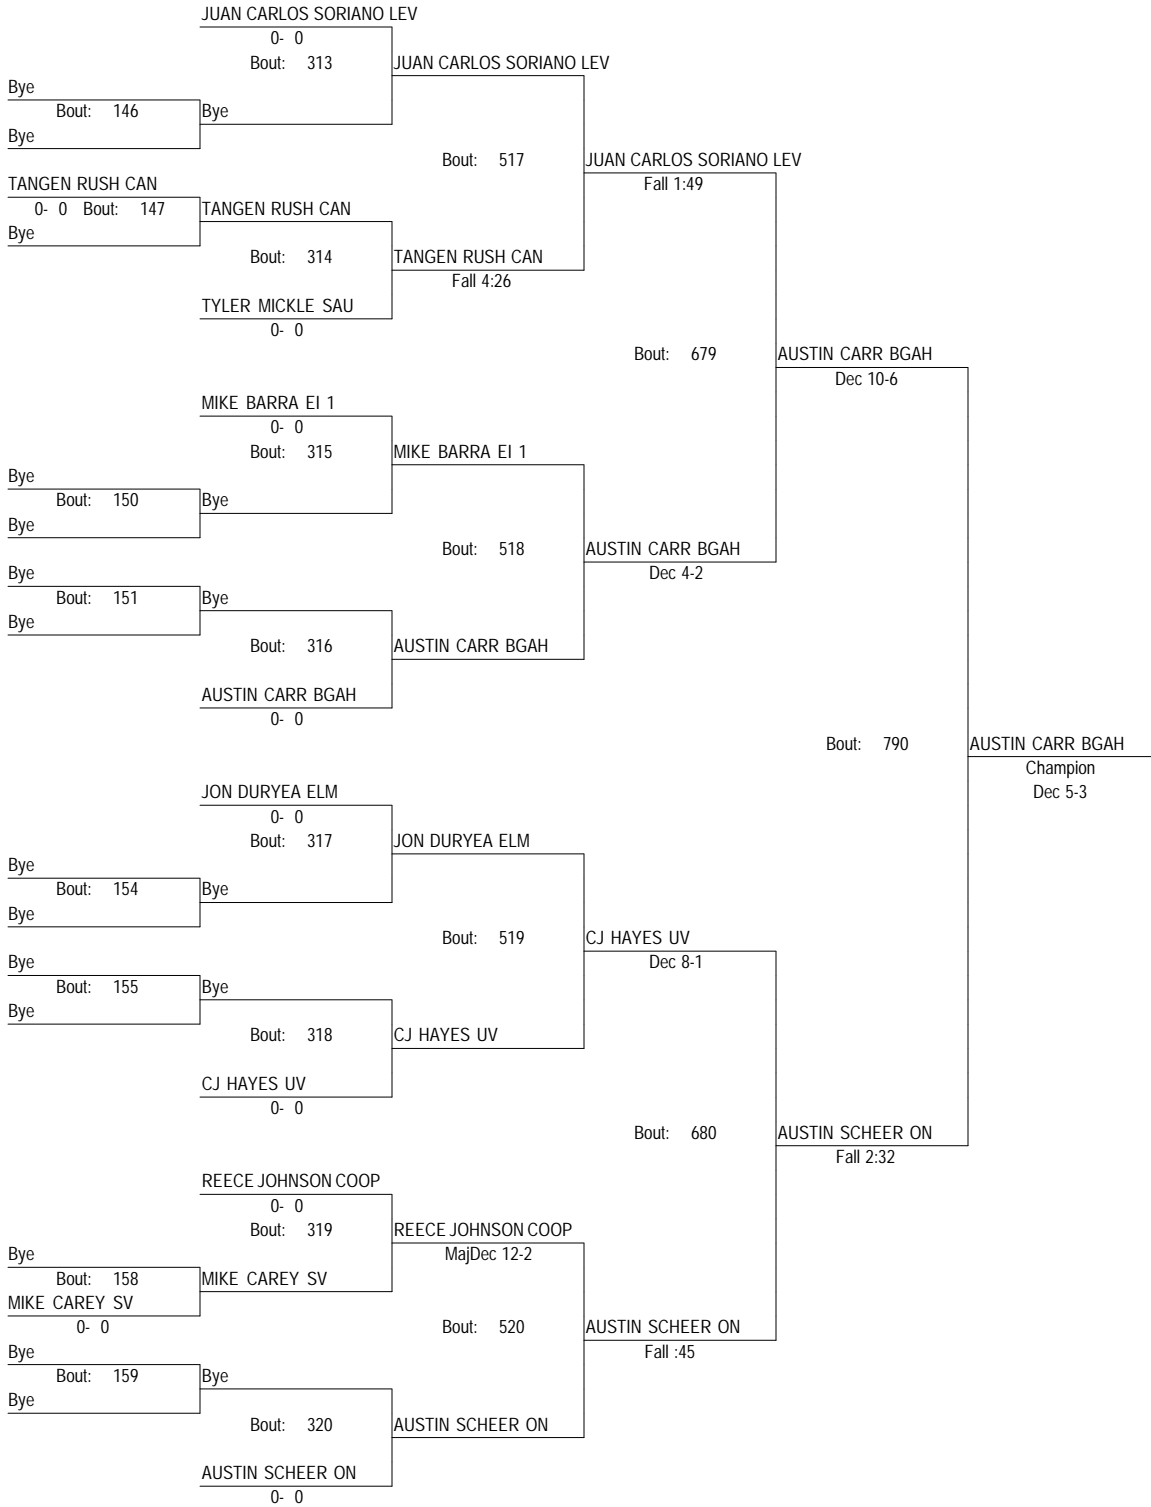 JUAN CARLOS SORIANO LEV
0- 0
Bout: 313
JUAN CARLOS SORIANO LEV
Bye
Bout: 146
Bye
Bye
Bout: 517
JUAN CARLOS SORIANO LEV
Fall 1:49
TANGEN RUSH CAN
0- 0 Bout: 147
TANGEN RUSH CAN
Bye
Bout: 314
TANGEN RUSH CAN
Fall 4:26
TYLER MICKLE SAU
0- 0
Bout: 679
AUSTIN CARR BGAH
Dec 10-6
MIKE BARRA EI 1
0- 0
Bout: 315
MIKE BARRA EI 1
Bye
Bout: 150
Bye
Bye
Bout: 518
AUSTIN CARR BGAH
Dec 4-2
Bye
Bout: 151
Bye
Bye
Bout: 316
AUSTIN CARR BGAH
AUSTIN CARR BGAH
0- 0
Bout: 790
AUSTIN CARR BGAH
Champion
Dec 5-3
JON DURYEA ELM
0- 0
Bout: 317
JON DURYEA ELM
Bye
Bout: 154
Bye
Bye
Bout: 519
CJ HAYES UV
Dec 8-1
Bye
Bout: 155
Bye
Bye
Bout: 318
CJ HAYES UV
CJ HAYES UV
0- 0
Bout: 680
AUSTIN SCHEER ON
Fall 2:32
REECE JOHNSON COOP
0- 0
Bout: 319
REECE JOHNSON COOP
MajDec 12-2
Bye
Bout: 158
MIKE CAREY SV
MIKE CAREY SV
0- 0
Bout: 520
AUSTIN SCHEER ON
Fall :45
Bye
Bout: 159
Bye
Bye
Bout: 320
AUSTIN SCHEER ON
AUSTIN SCHEER ON
0- 0